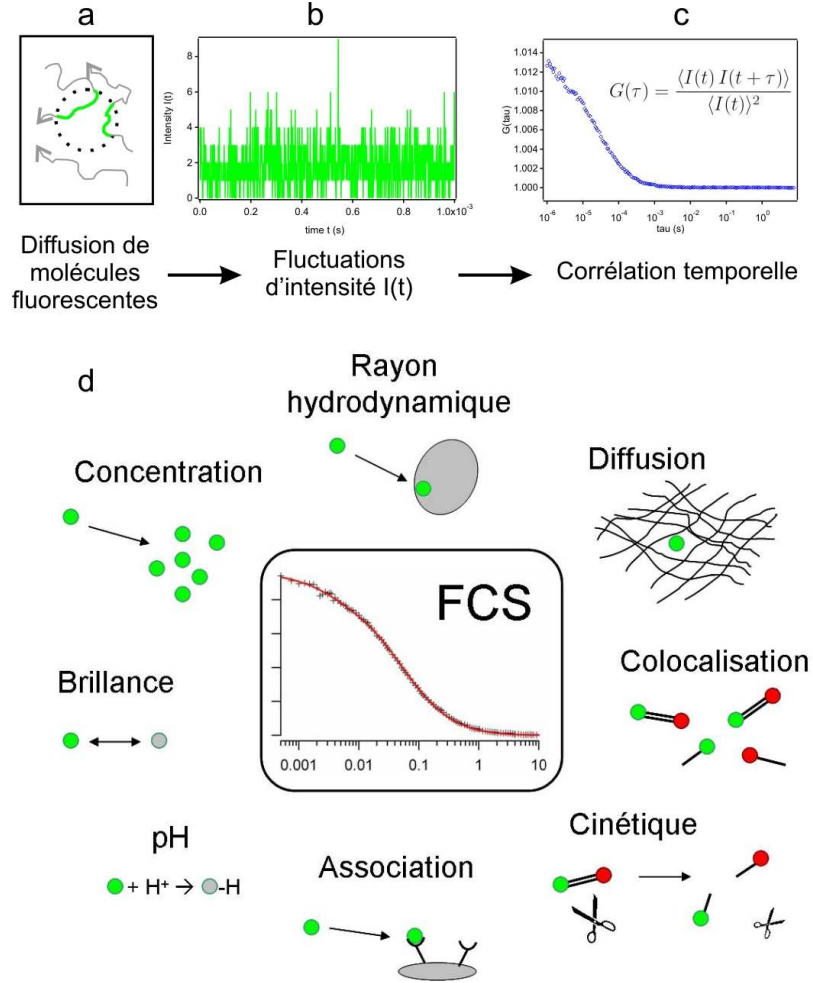 a
b
c
Intensity I(t)
8
6
4
2
0
0.0
0.2
0.4
0.6
0.8
1.0x10⁻³
time t (s)
G(tau)
1.016
1.014
1.012
1.010
1.008
1.006
1.004
1.002
1.000
G(τ) = ⟨I(t) I(t + τ)⟩ / ⟨I(t)⟩²
10⁻⁶
10⁻⁵
10⁻⁴
10⁻³
10⁻²
10⁻¹
10⁰
tau (s)
Diffusion de
molécules
fluorescentes
Fluctuations
d'intensité I(t)
Corrélation temporelle
d
Rayon
hydrodynamique
Concentration
Diffusion
FCS
0.001
0.01
0.1
1
10
Brillance
Colocalisation
pH
+ H⁺ → -H
Association
Cinétique